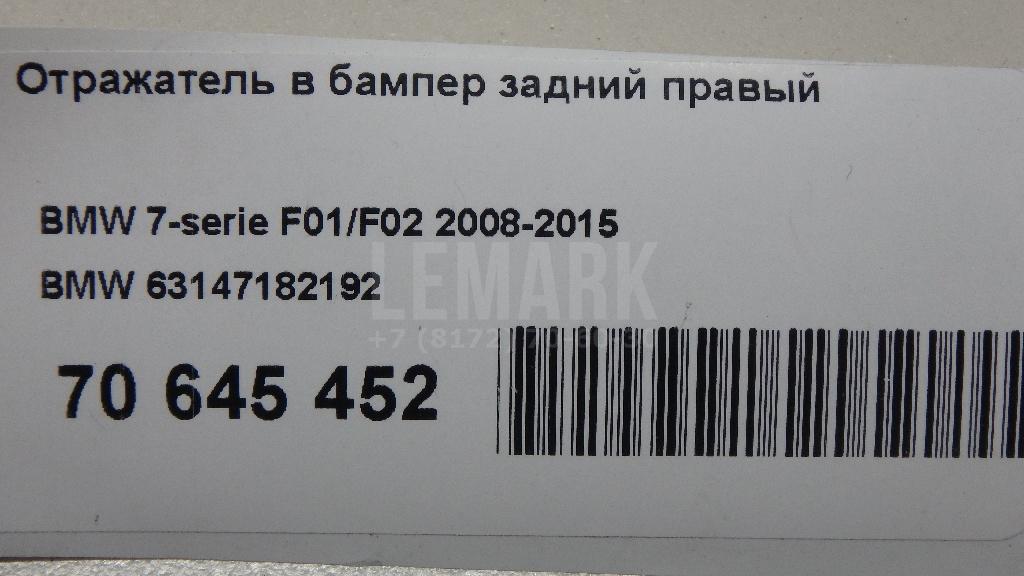 Отражатель в бампер задний правый
BMW 7-serie F01/F02 2008-2015
BMW 63147182192
LEMARK
70 645 452